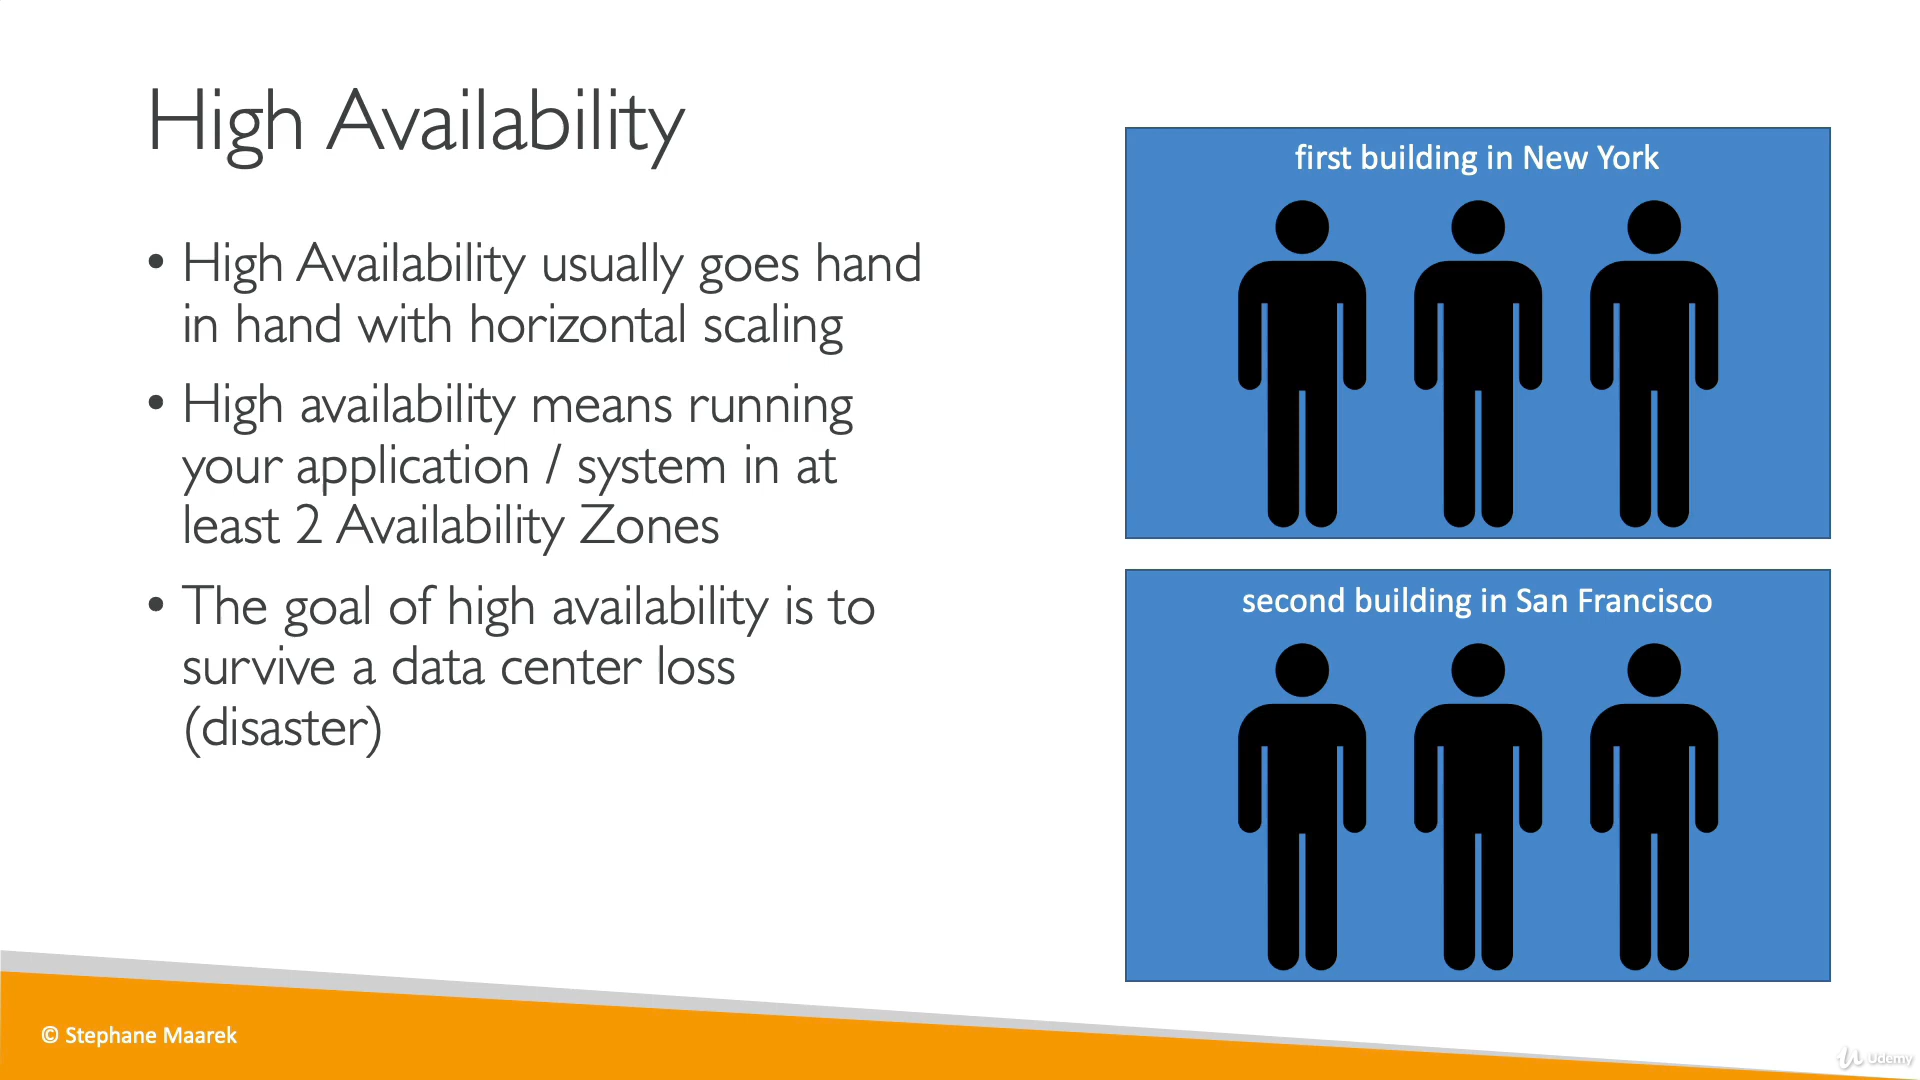 High Availability
• High Availability usually goes hand
in hand with horizontal scaling
• High availability means running
your application / system in at
least 2 Availability Zones
• The goal of high availability is to
survive a data center loss
(disaster)
first building in New York
second building in San Francisco
© Stephane Maarek
Udemy